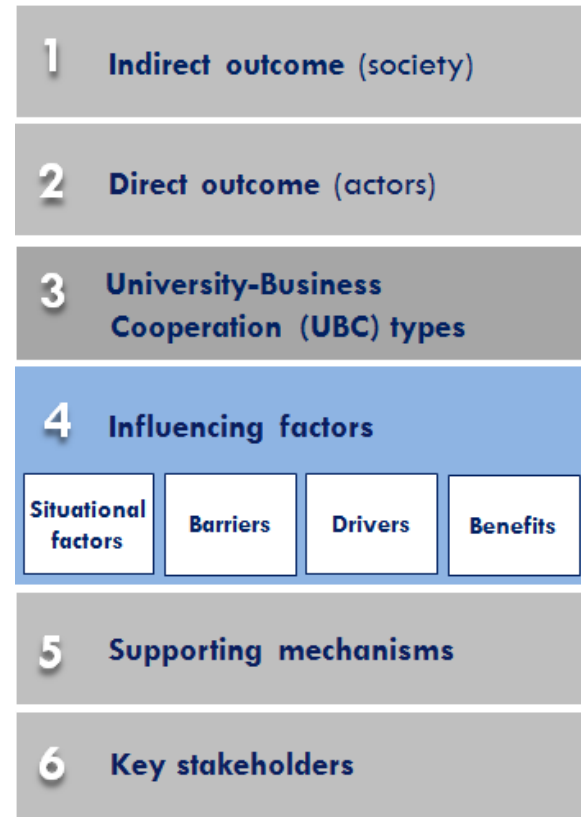 1 Indirect outcome (society)
2 Direct outcome (actors)
3 University-Business
Cooperation (UBC) types
4 Influencing factors
Situational
factors
Barriers
Drivers
Benefits
5 Supporting mechanisms
6 Key stakeholders